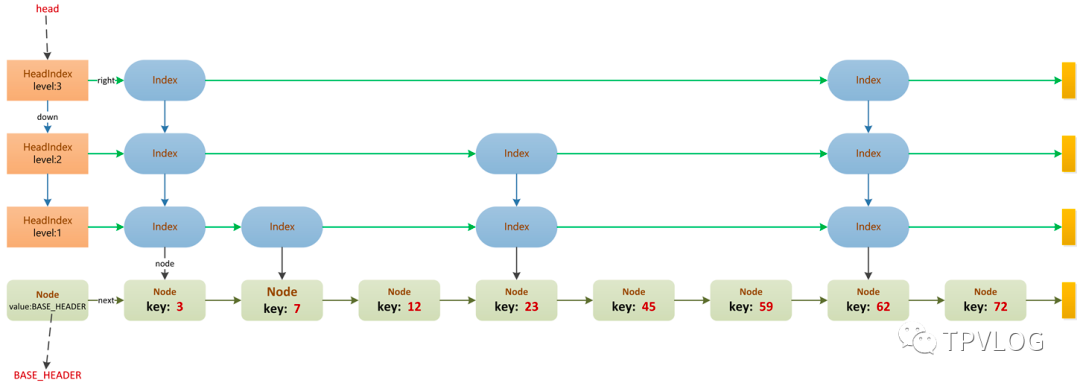 head
HeadIndex
level:3
right
Index
Index
down
HeadIndex
level:2
Index
Index
Index
HeadIndex
level:1
Index
Index
Index
Index
node
Node
value:BASE_HEADER
next
Node
key: 3
Node
key: 7
Node
key: 12
Node
key: 23
Node
key: 45
Node
key: 59
Node
key: 62
Node
key: 72
TPVLOG
BASE_HEADER